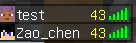 test 43
Zao_chen 43